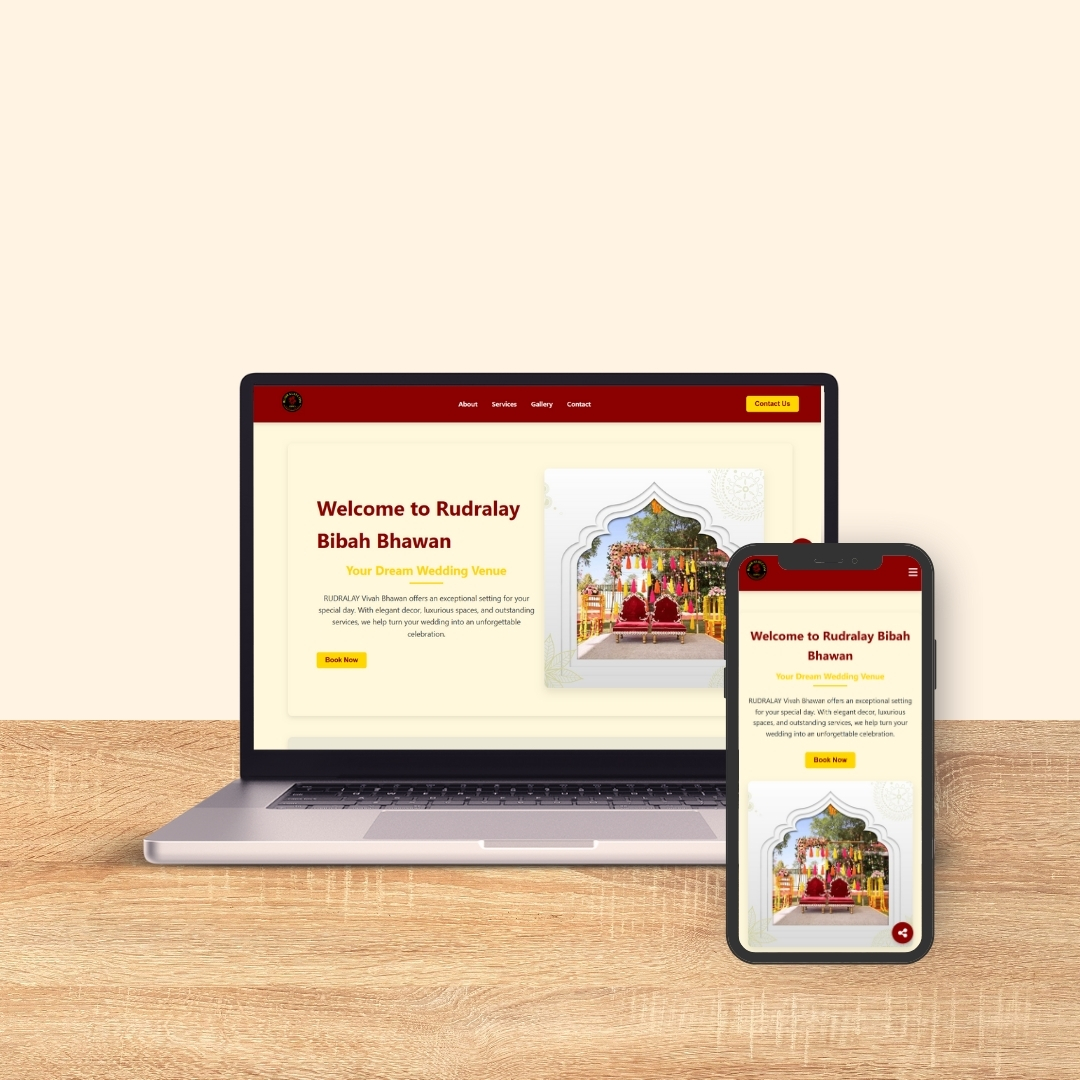 About Services Gallery Contact
Contact Us
Welcome to Rudralay
Bibah Bhawan
Your Dream Wedding Venue
RUDRALAY Vivah Bhawan offers an exceptional setting for your
special day. With elegant decor, luxurious spaces, and outstanding
services, we help turn your wedding into an unforgettable
celebration.
Book Now
Welcome to Rudralay Bibah
Bhawan
Your Dream Wedding Venue
RUDRALAY Vivah Bhawan offers an exceptional setting
for your special day. With elegant decor, luxurious
spaces, and outstanding services, we help turn your
wedding into an unforgettable celebration.
Book Now